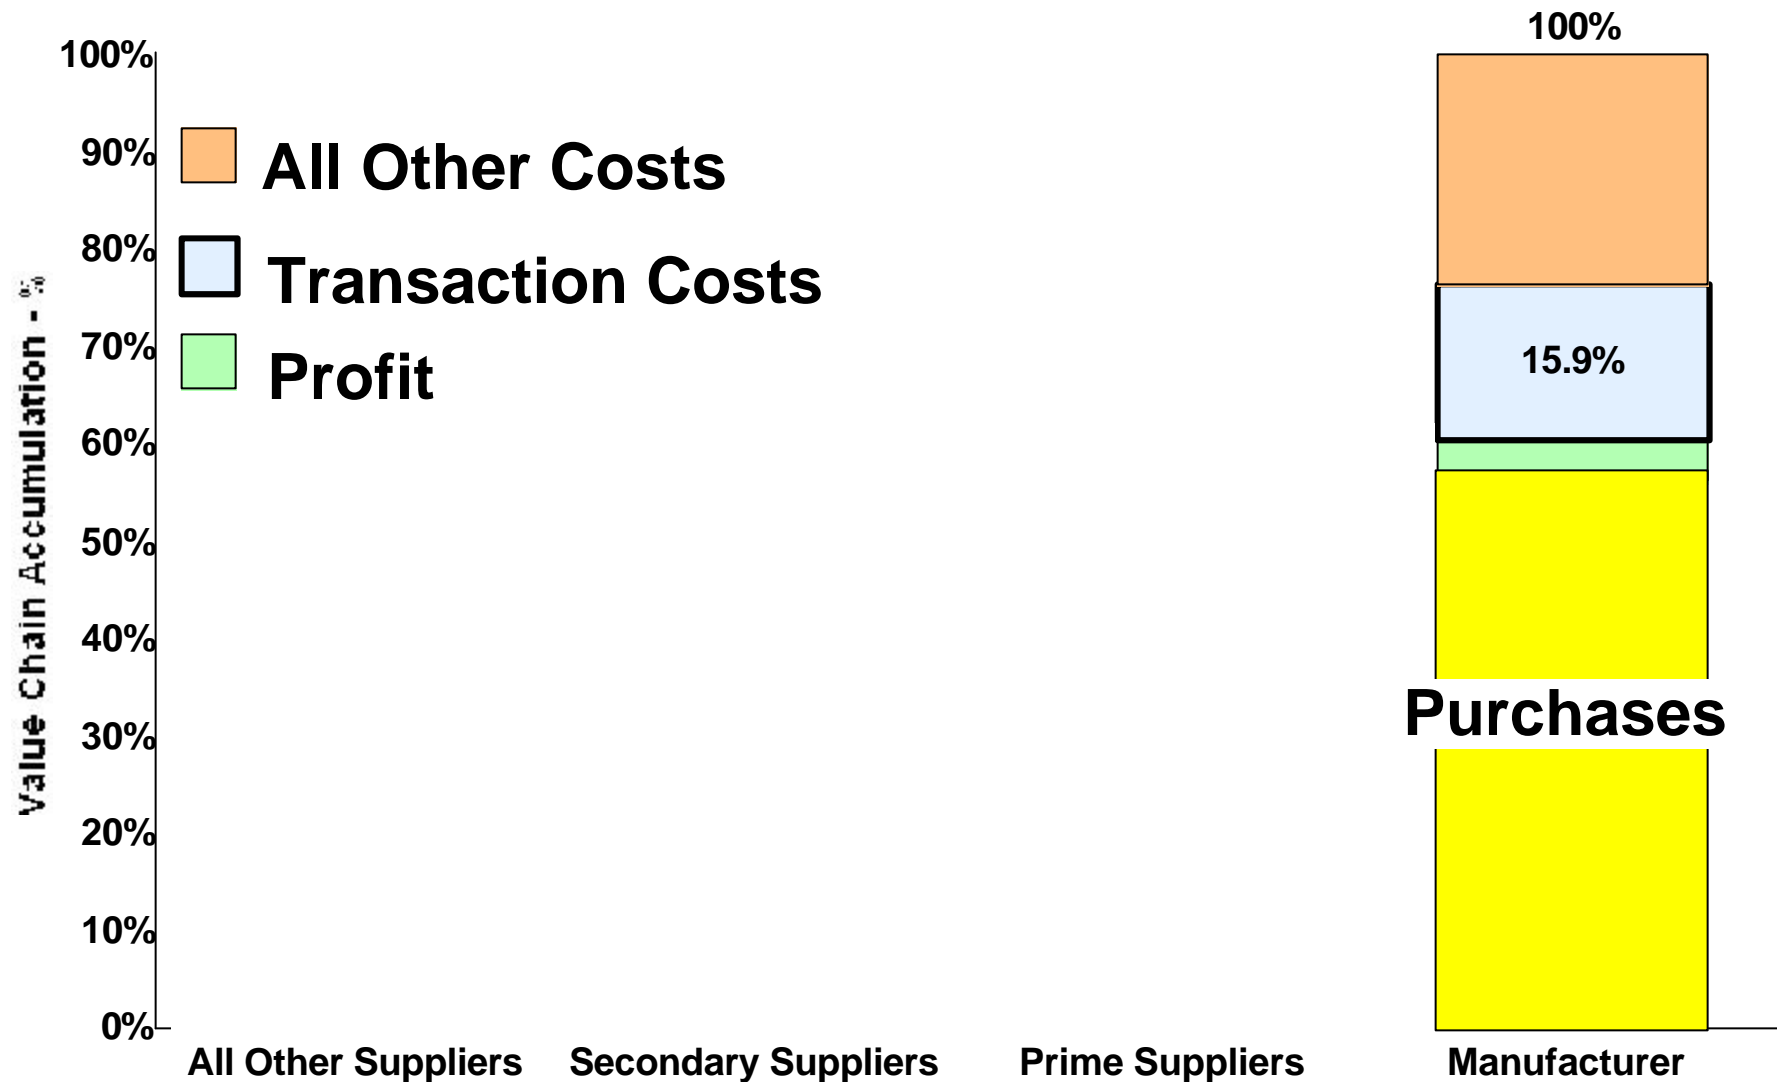 100%
100%
90%
80%
70%
60%
50%
40%
30%
20%
10%
0%
Value Chain Accumulation - %
All Other Costs
Transaction Costs
Profit
15.9%
Purchases
All Other Suppliers
Secondary Suppliers
Prime Suppliers
Manufacturer